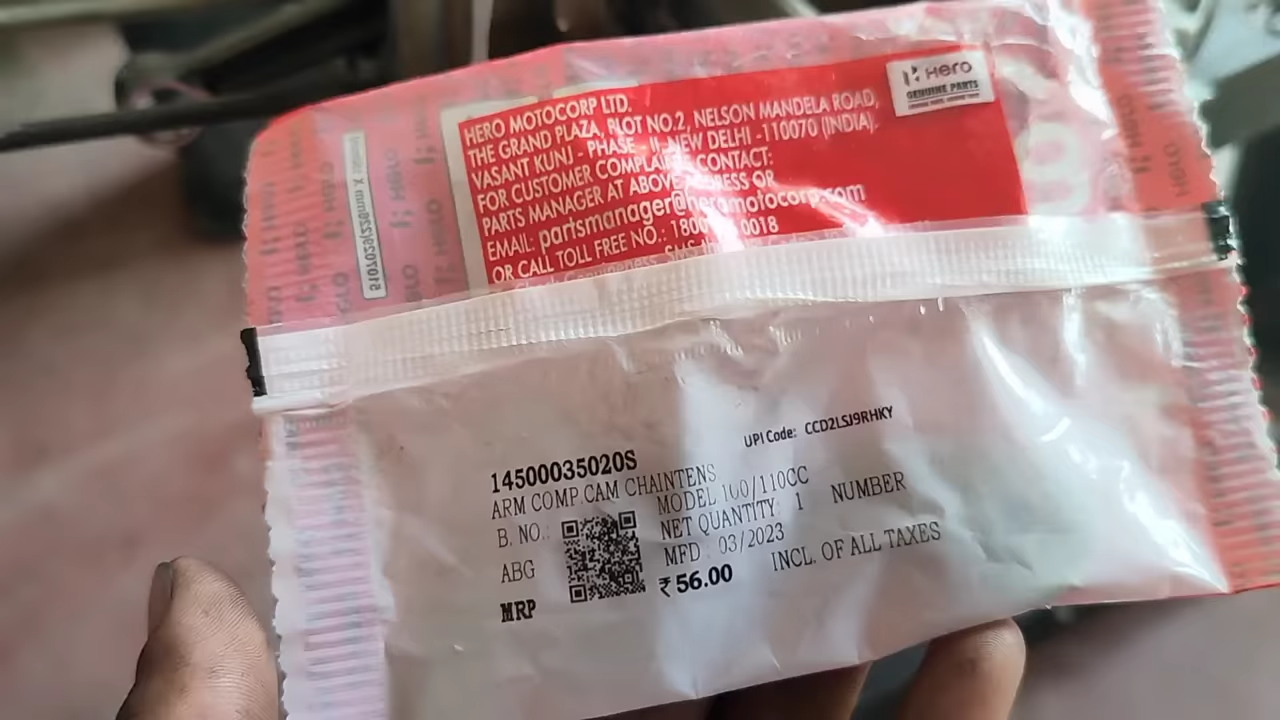 HERO MOTOCORP LTD.
THE GRAND PLAZA, PLOT NO.2, NELSON MANDELA ROAD,
VASANT KUNJ - PHASE - II, NEW DELHI -110070 (INDIA).
FOR CUSTOMER COMPLAINTS CONTACT:
PARTS MANAGER AT ABOVE ADDRESS OR
EMAIL: partsmanager@heromotocorp.com
OR CALL TOLL FREE NO.: 1800 0018
Hero
GENUINE PARTS
UPI Code: CCD2LSJ9RHKY
14500035020S
ARM COMP.CAM CHAINTENS
MODEL 100/110CC
B. NO.:
NET QUANTITY: 1 NUMBER
MFD : 03/2023
ABG
MRP ₹ 56.00 INCL. OF ALL TAXES